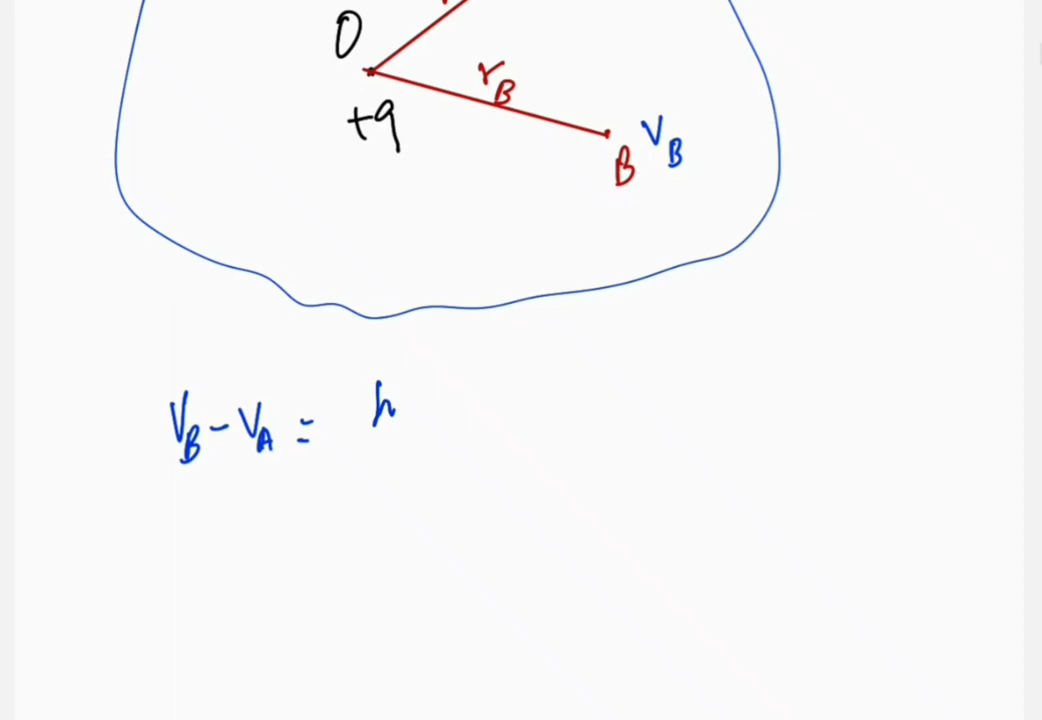 O
r_B
+q
B V_B
V_B - V_A = h